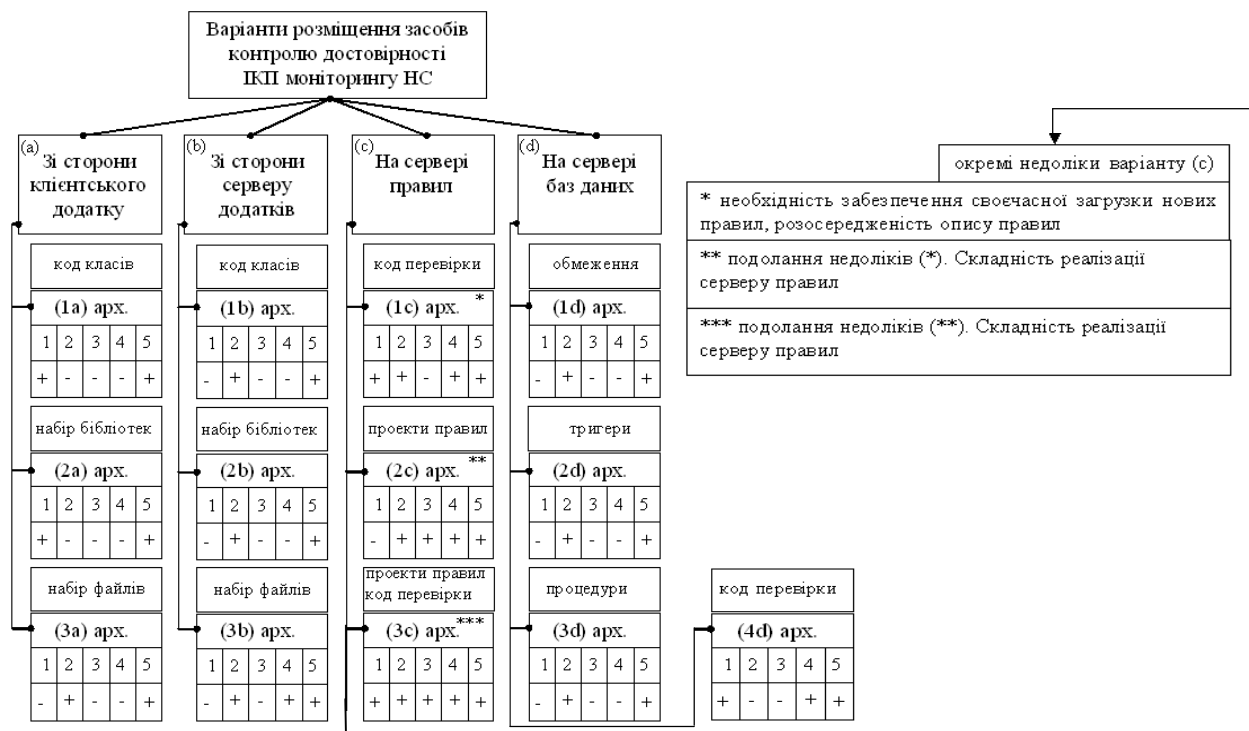 Варіанти розміщення засобів
контролю достовірності
ІКП моніторингу НС
(a)
Зі сторони
клієнтського
додатку
(b)
Зі сторони
серверу
додатків
(c)
На сервері
правил
(d)
На сервері
баз даних
окремі недоліки варіанту (c)
* необхідність забезпечення своєчасної загрузки нових
правил, розосередженість опису правил
** подолання недоліків (*). Складність реалізації
серверу правил
*** подолання недоліків (**). Складність реалізації
серверу правил
код класів
(1a) арх.
1 2 3 4 5
+ - - - +
код класів
(1b) арх.
1 2 3 4 5
- + - - +
код перевірки
(1c) арх. *
1 2 3 4 5
+ + - + +
обмеження
(1d) арх.
1 2 3 4 5
- + - - +
набір бібліотек
(2a) арх.
1 2 3 4 5
+ - - - +
набір бібліотек
(2b) арх.
1 2 3 4 5
- + - - +
проекти правил
(2c) арх. **
1 2 3 4 5
- + + + +
тригери
(2d) арх.
1 2 3 4 5
- + - - +
набір файлів
(3a) арх.
1 2 3 4 5
- + - - +
набір файлів
(3b) арх.
1 2 3 4 5
- + - + +
проекти правил
код перевірки
(3c) арх.***
1 2 3 4 5
+ + + + +
процедури
(3d) арх.
1 2 3 4 5
- + - - +
код перевірки
(4d) арх.
1 2 3 4 5
+ - - + +